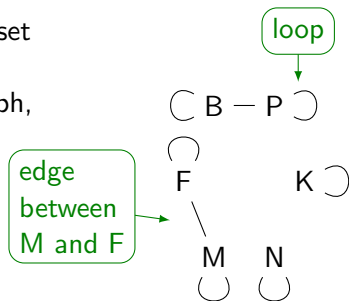 set
loop
ph,
B P
edge
between
M and F
F K
M N